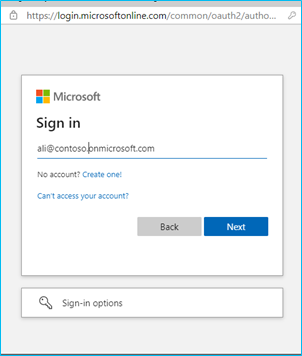 https://login.microsoftonline.com/common/oauth2/autho...
Microsoft
Sign in
ali@contoso.onmicrosoft.com
No account? Create one!
Can't access your account?
Back Next
Sign-in options